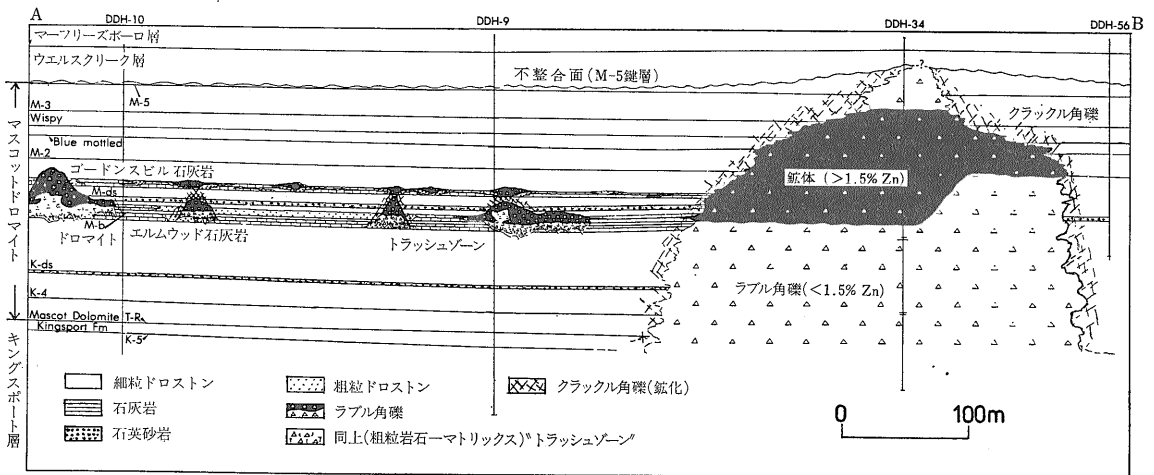 A
DDH-10
DDH-9
DDH-34
DDH-56
B
マーフリーズボーロ層
ウエルスクリーク層
不整合面(M-5鍵層)
?
M-5
M-3
Wispy
クラックル角礫
Blue mottled
M-2
ゴードンスビル石灰岩
鉱体 (>1.5% Zn)
M-ds
M-b
ドロマイト
エルムウッド石灰岩
トラッシュゾーン
マスコットドロマイト
K-ds
ラブル角礫(<1.5% Zn)
K-4
Mascot Dolomite
T-R
Kingsport Fm
K-5
キングスポート層
細粒ドロストン
粗粒ドロストン
クラックル角礫(鉱化)
石灰岩
ラブル角礫
石英砂岩
同上(粗粒岩石ーマトリックス)"トラッシュゾーン"
0
100m